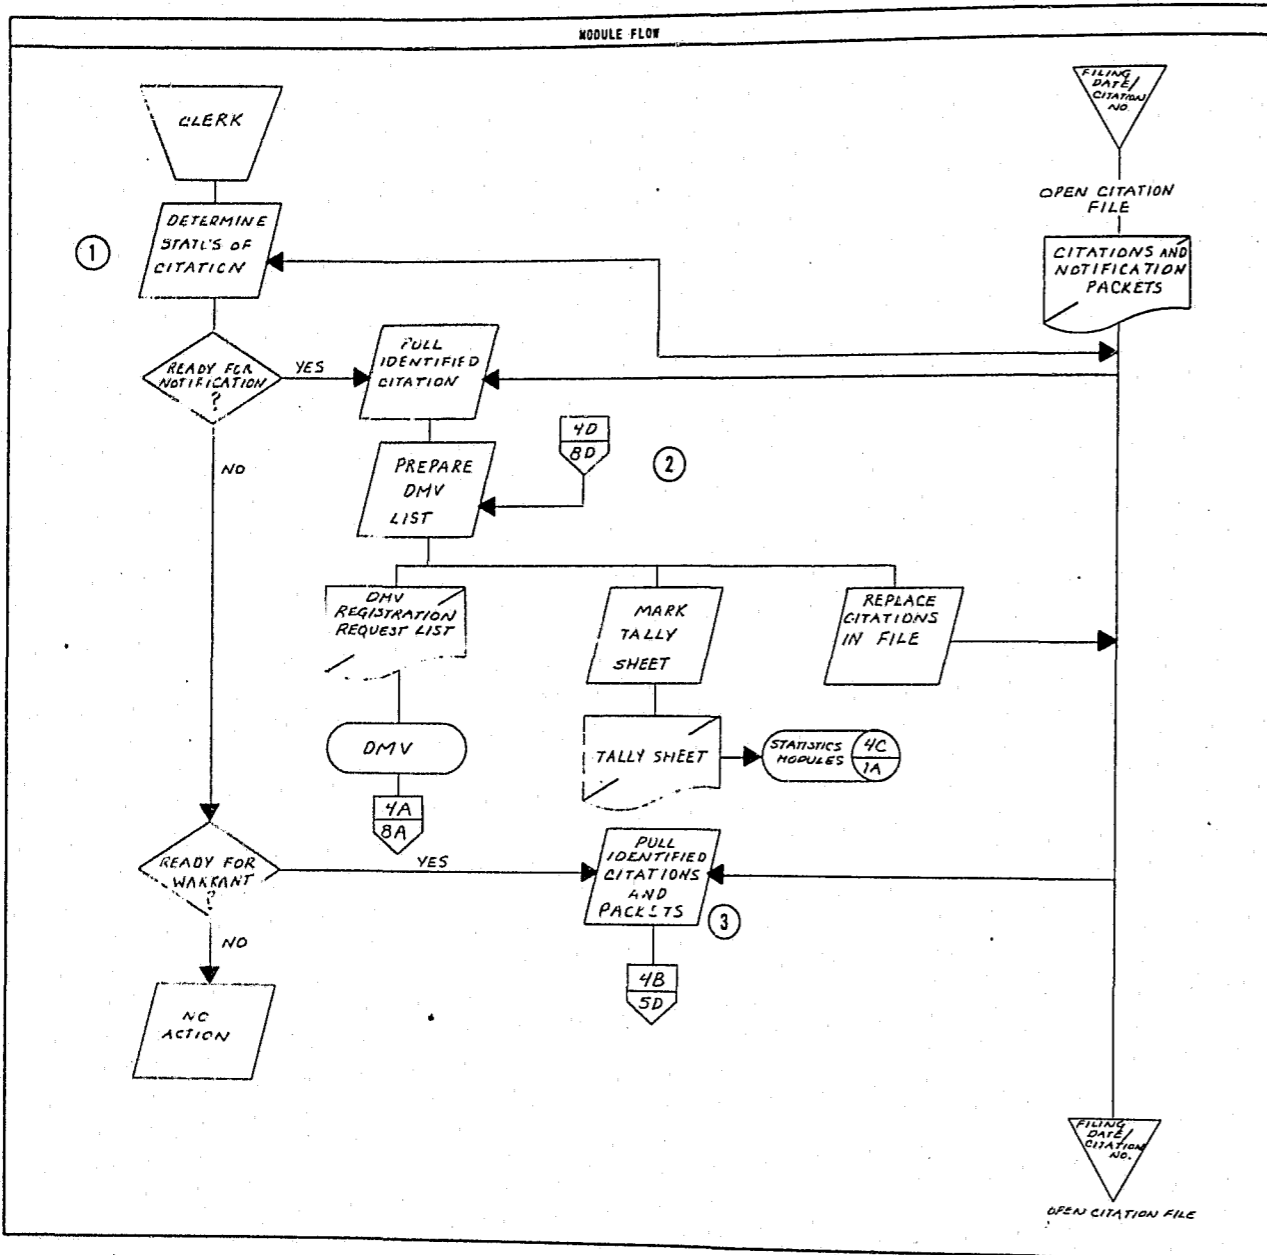 MODULE FLOW
FILING
DATE/
CITATION
NO.
CLERK
OPEN CITATION
FILE
DETERMINE
STATUS OF
CITATION
1
CITATIONS AND
NOTIFICATION
PACKETS
READY FOR
NOTIFICATION
?
YES
PULL
IDENTIFIED
CITATION
NO
4D
8D
2
PREPARE
DMV
LIST
DMV
REGISTRATION
REQUEST LIST
MARK
TALLY
SHEET
REPLACE
CITATIONS
IN FILE
DMV
TALLY SHEET
STATISTICS
MODULES
4C
1A
4A
8A
READY FOR
WARRANT
?
YES
PULL
IDENTIFIED
CITATIONS
AND
PACKETS
3
NO
4B
5D
NO
ACTION
FILING
DATE/
CITATION
NO.
OPEN CITATION FILE